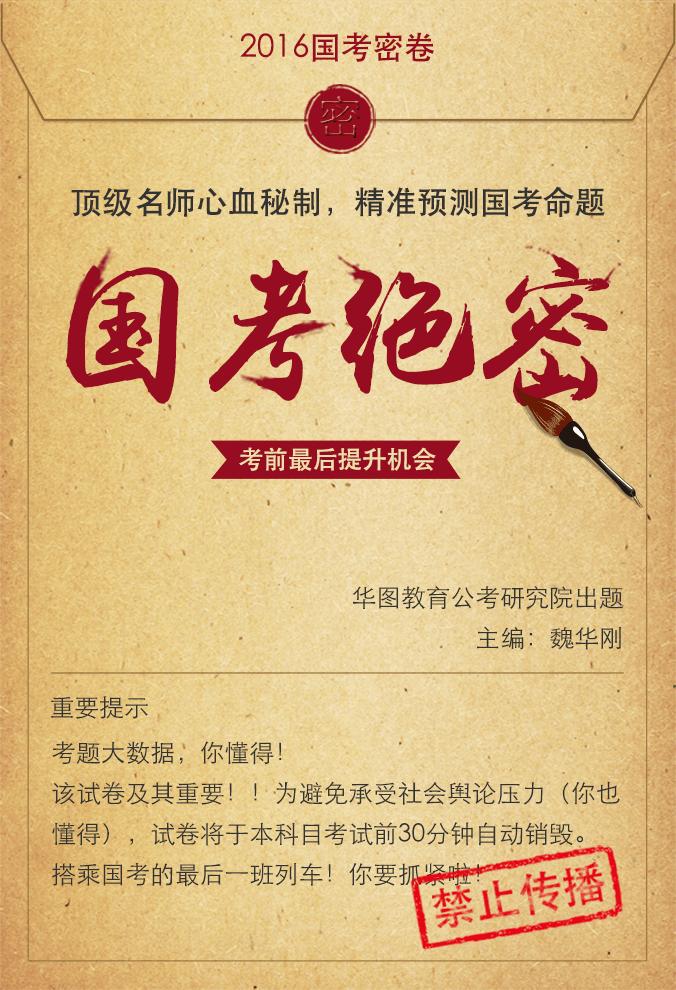 2016国考密卷
密
顶级名师心血秘制，精准预测国考命题
国考绝密
考前最后提升机会
华图教育公考研究院出题
主编：魏华刚
重要提示
考题大数据，你懂得！
该试卷及其重要！！为避免承受社会舆论压力（你也
懂得），试卷将于本科目考试前30分钟自动销毁。
搭乘国考的最后一班列车！你要抓紧啦！
禁止传播